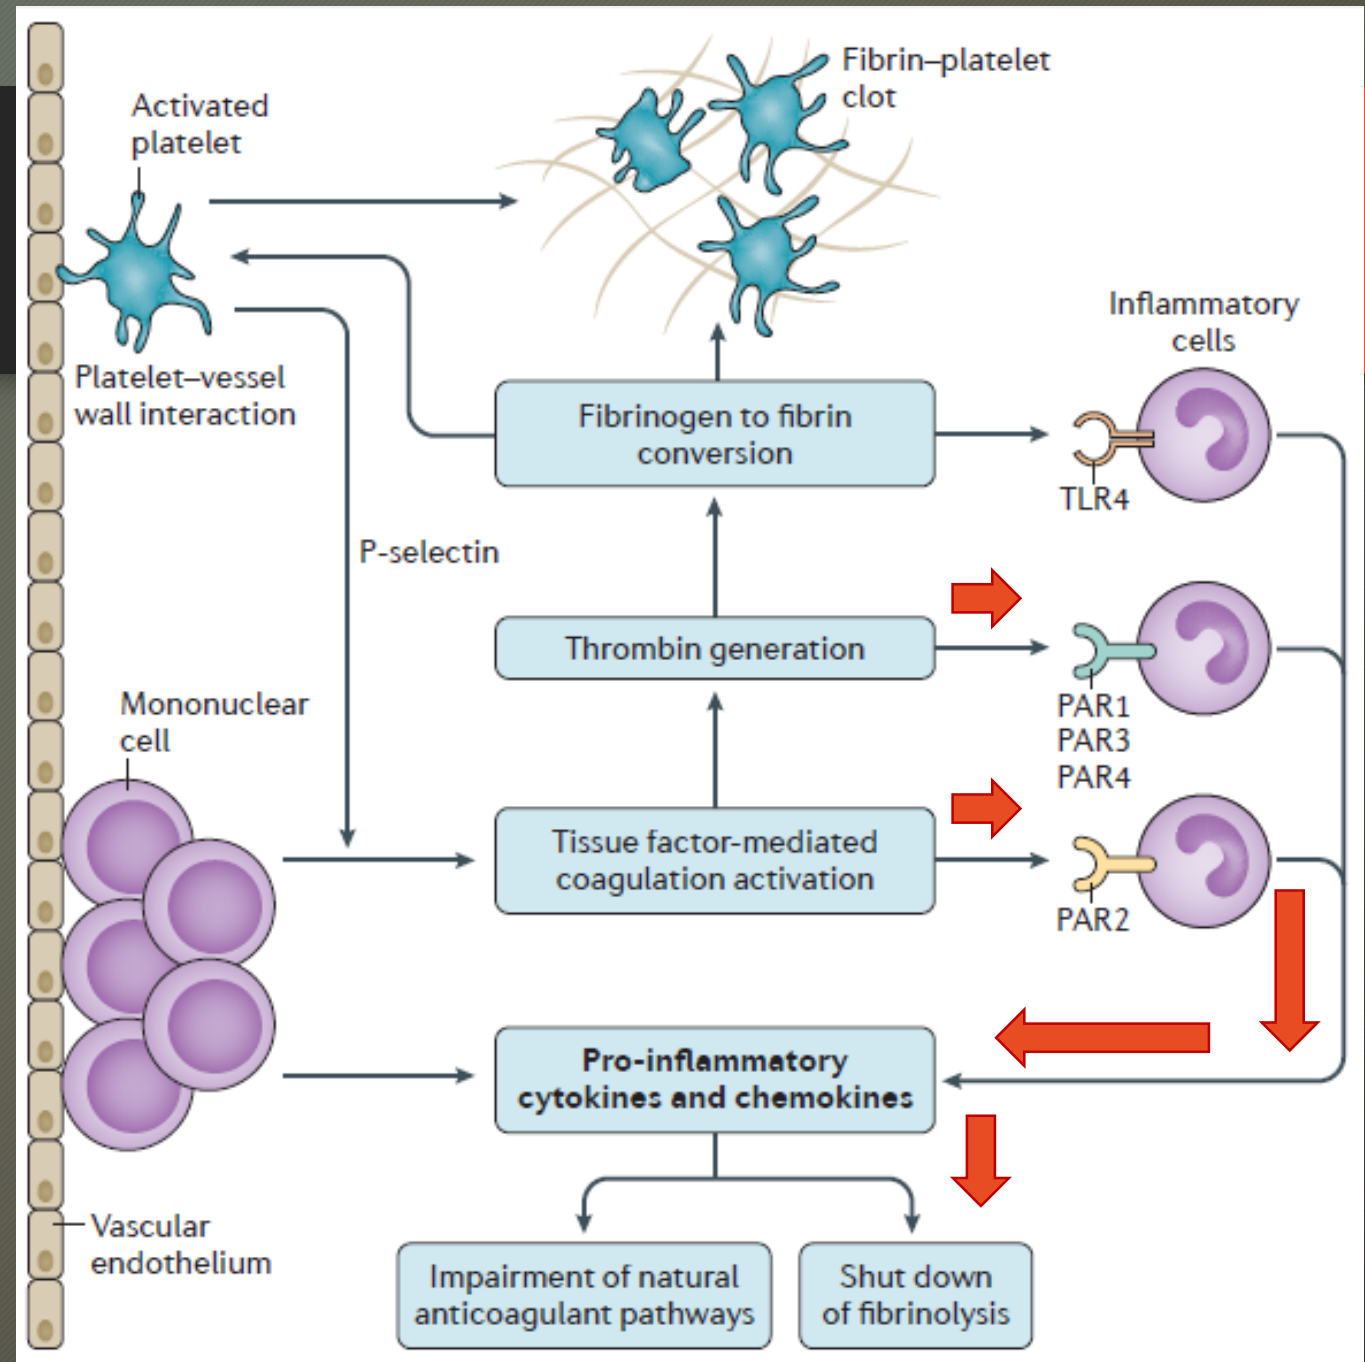 Fibrin–platelet
clot
Activated
platelet
Inflammatory
cells
Platelet–vessel
wall interaction
Fibrinogen to fibrin
conversion
TLR4
P-selectin
Thrombin generation
PAR1
PAR3
PAR4
Mononuclear
cell
Tissue factor-mediated
coagulation activation
PAR2
Pro-inflammatory
cytokines and chemokines
Vascular
endothelium
Impairment of natural
anticoagulant pathways
Shut down
of fibrinolysis